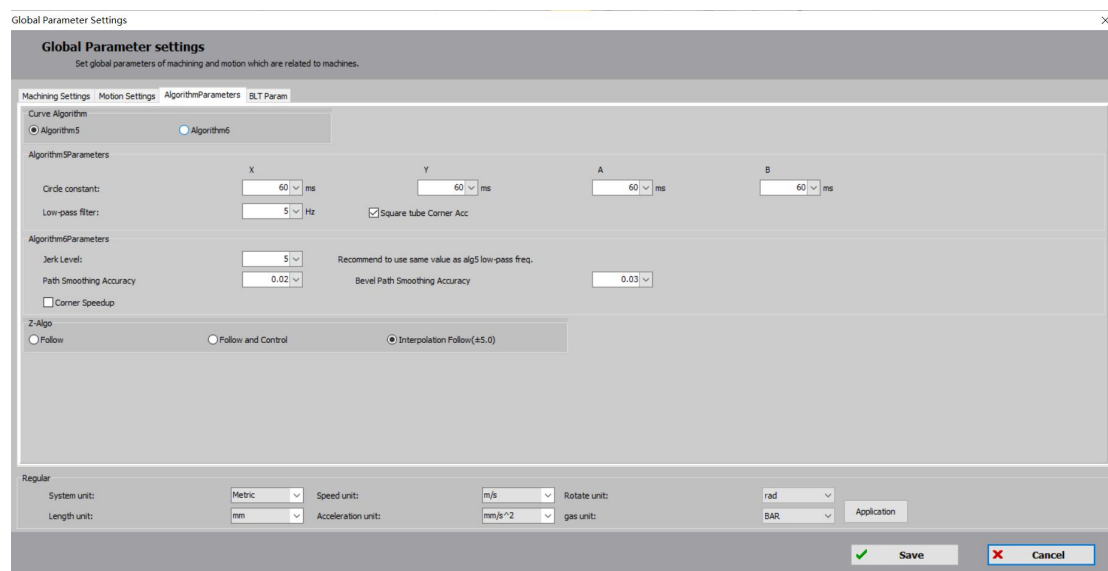 Global Parameter Settings
Global Parameter settings
Set global parameters of machining and motion which are related to machines.
Machining Settings Motion Settings AlgorithmParameters BLT Param
Curve Algorithm
Algorithm5 Algorithm6
Algorithm5Parameters
X Y A B
Circle constant: 60 ms 60 ms 60 ms 60 ms
Low-pass filter: 5 Hz Square tube Corner Acc
Algorithm6Parameters
Jerk Level: 5 Recommend to use same value as alg5 low-pass freq.
Path Smoothing Accuracy 0.02 Bevel Path Smoothing Accuracy 0.03
Corner Speedup
Z-Algo
Follow Follow and Control Interpolation Follow(±5.0)
Regular
System unit: Metric Speed unit: m/s Rotate unit: rad
Length unit: mm Acceleration unit: mm/s^2 gas unit: BAR Application
Save Cancel